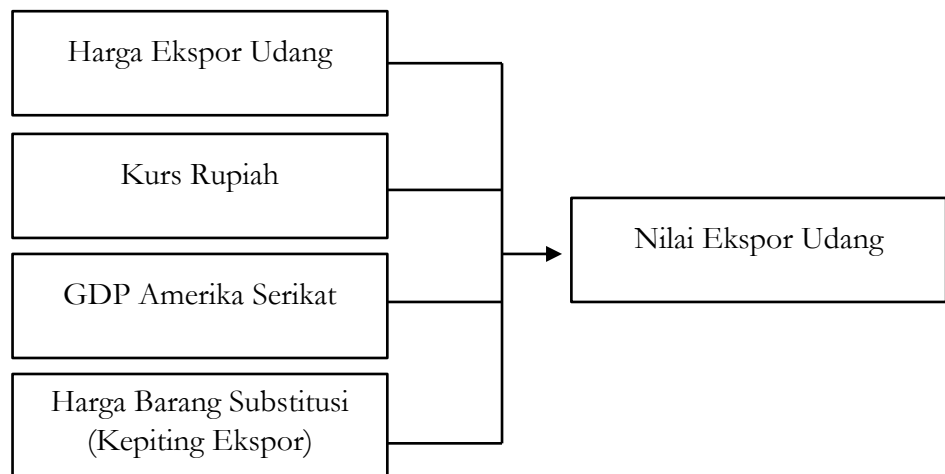 Harga Ekspor Udang
Kurs Rupiah
GDP Amerika Serikat
Harga Barang Substitusi
(Kepiting Ekspor)
Nilai Ekspor Udang